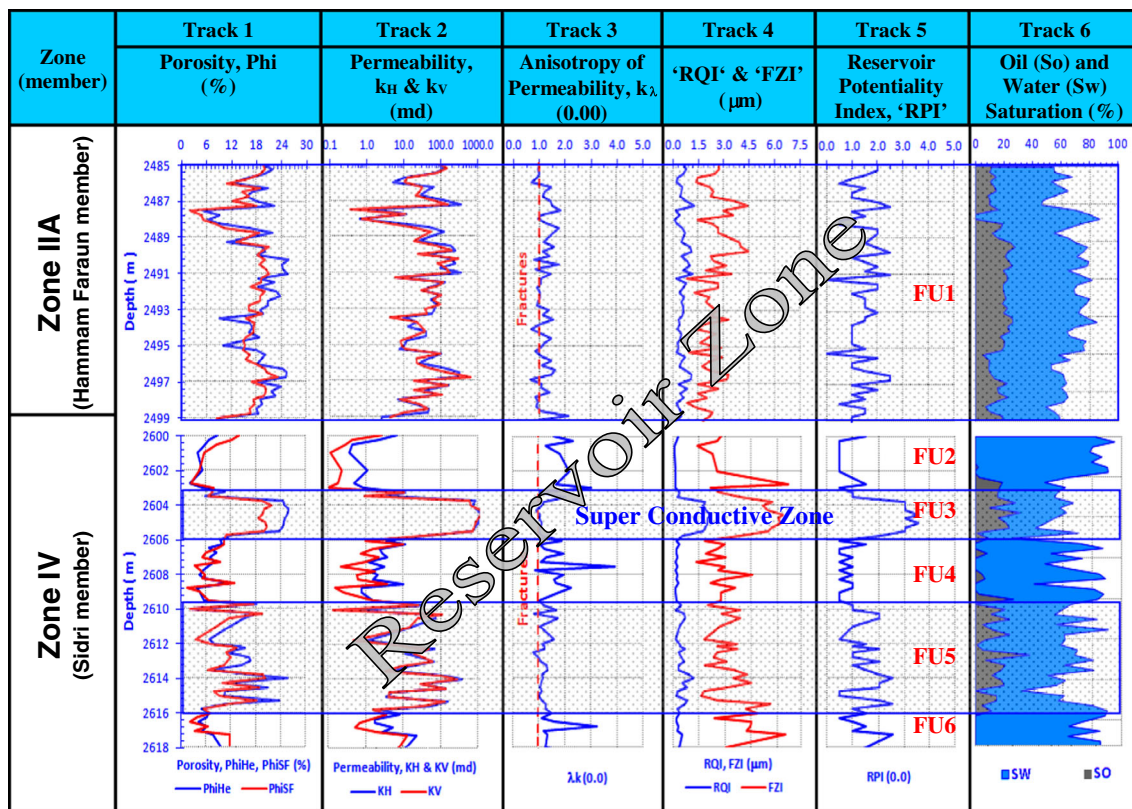 Zone
(member)
Track 1
Track 2
Track 3
Track 4
Track 5
Track 6
Porosity, Phi
(%)
Permeability,
kH & kV
(md)
Anisotropy of
Permeability, kλ
(0.00)
‘RQI‘ & ‘FZI’
(µm)
Reservoir
Potentiality
Index, ‘RPI’
Oil (So) and
Water (Sw)
Saturation (%)
0 6 12 18 24 30
.1 1.0 10.0 100.0 1000.0
0.0 1.0 2.0 3.0 4.0 5.0
0.0 1.5 3.0 4.5 6.0 7.5
0.0 1.0 2.0 3.0 4.0 5.0
0 20 40 60 80 100
Zone IIA
(Hammam Faraun member)
Depth ( m )
2485
2487
2489
2491
2493
2495
2497
2499
Fractures
FU1
Reservoir Zone
Zone IV
(Sidri member)
Depth ( m )
2600
2602
2604
2606
2608
2610
2612
2614
2616
2618
Fractures
Super Conductive Zone
FU2
FU3
FU4
FU5
FU6
Porosity, PhiHe, PhiSF (%)
PhiHe PhiSF
Permeability, KH & KV (md)
KH KV
λk (0.0)
RQI, FZI (µm)
RQI FZI
RPI (0.0)
SW SO